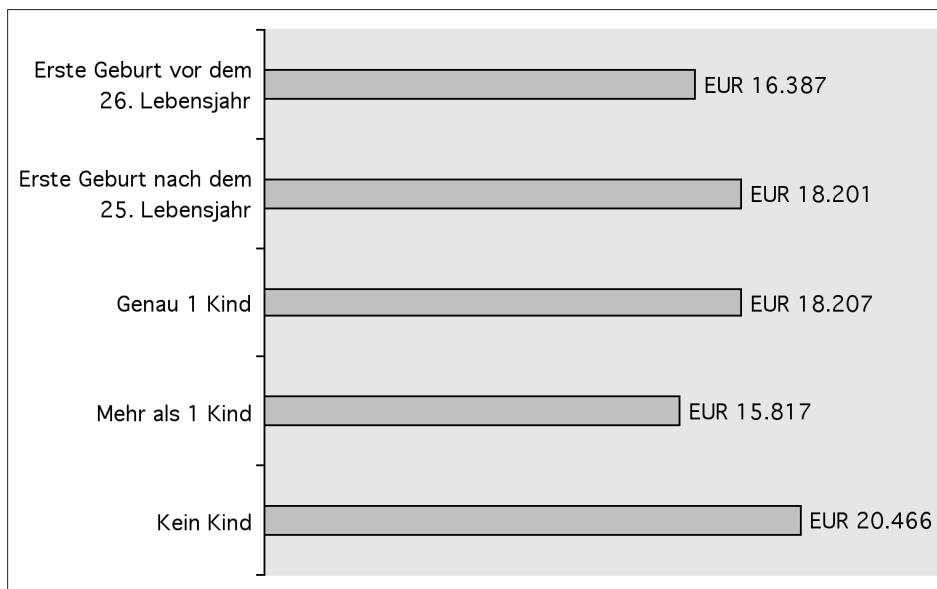 Erste Geburt vor dem
26. Lebensjahr
EUR 16.387
Erste Geburt nach dem
25. Lebensjahr
EUR 18.201
Genau 1 Kind
EUR 18.207
Mehr als 1 Kind
EUR 15.817
Kein Kind
EUR 20.466